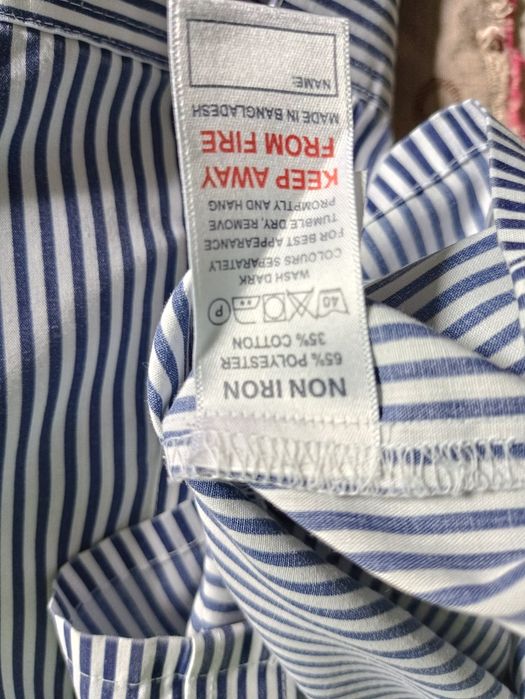 NON IRON
65% POLYESTER
35% COTTON
40 P
WASH DARK
COLOURS SEPARATELY
FOR BEST APPEARANCE
TUMBLE DRY, REMOVE
PROMPTLY AND HANG
KEEP AWAY
FROM FIRE
MADE IN BANGLADESH
NAME: